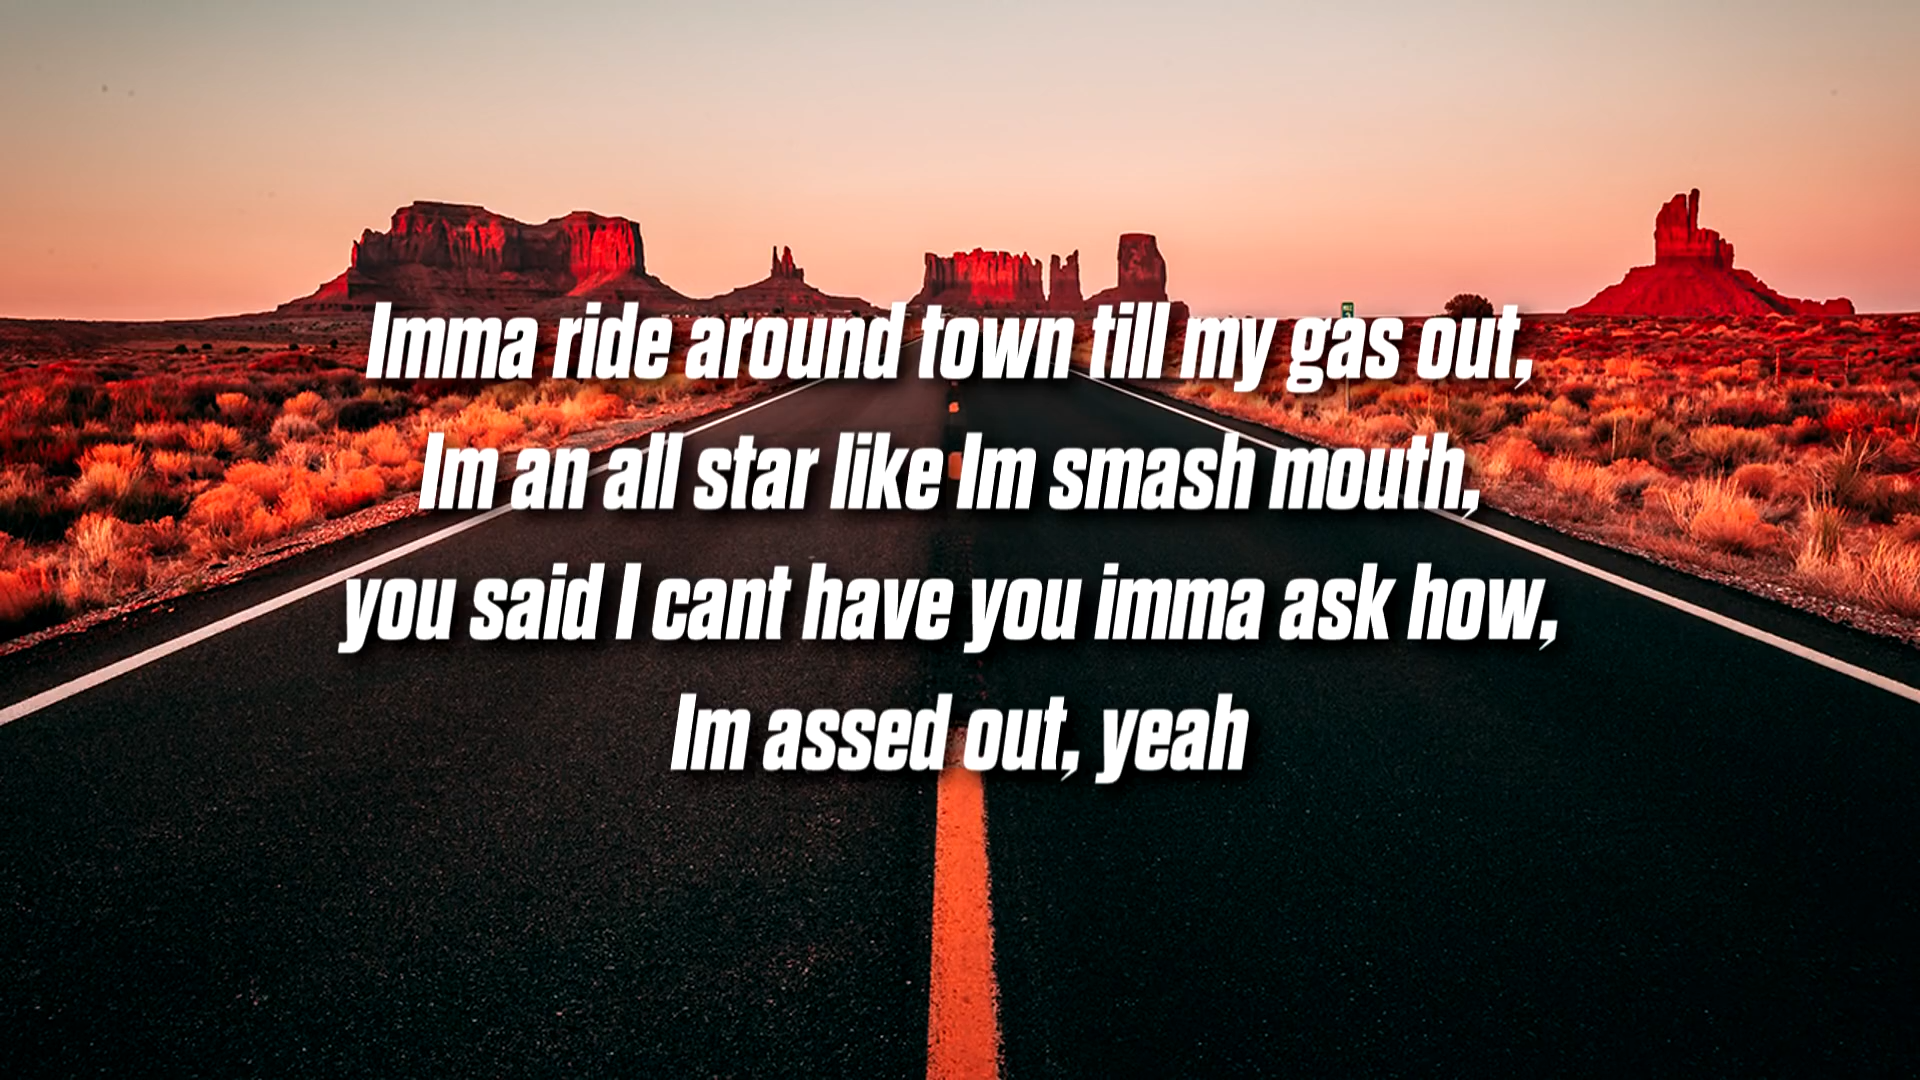 Imma ride around town till my gas out,
Im an all star like Im smash mouth,
you said I cant have you imma ask how,
Im assed out, yeah